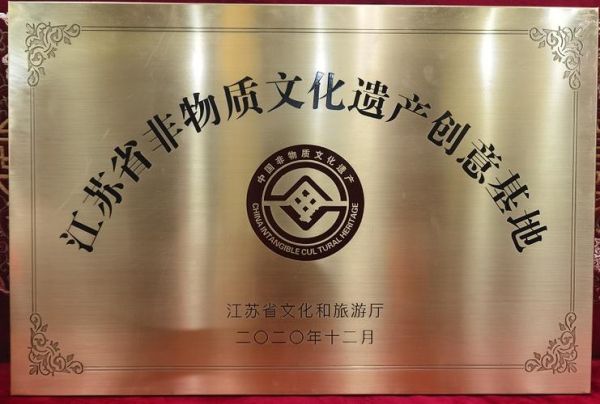 江苏省非物质文化遗产创意基地
中国非物质文化遗产
CHINA INTANGIBLE CULTURAL HERITAGE
江苏省文化和旅游厅
二〇二〇年十二月